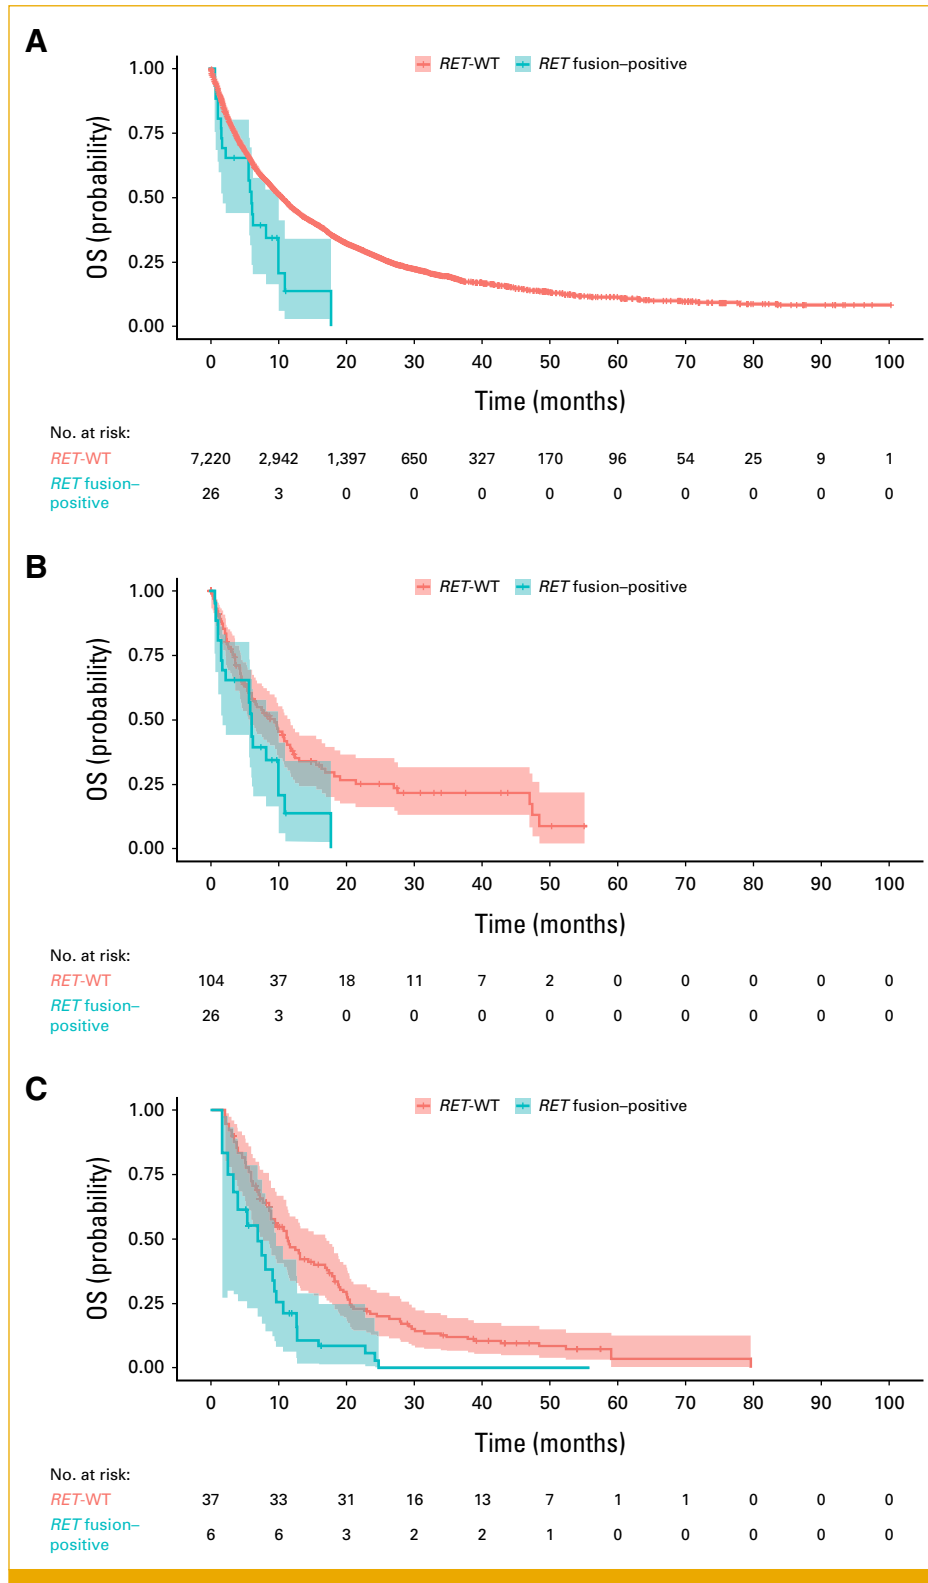 A
RET-WT RET fusion–positive
1.00
0.75
0.50
0.25
0.00
OS (probability)
0 10 20 30 40 50 60 70 80 90 100
Time (months)
No. at risk:
RET-WT 7,220 2,942 1,397 650 327 170 96 54 25 9 1
RET fusion–
positive 26 3 0 0 0 0 0 0 0 0 0
B
RET-WT RET fusion–positive
1.00
0.75
0.50
0.25
0.00
OS (probability)
0 10 20 30 40 50 60 70 80 90 100
Time (months)
No. at risk:
RET-WT 104 37 18 11 7 2 0 0 0 0 0
RET fusion–
positive 26 3 0 0 0 0 0 0 0 0 0
C
RET-WT RET fusion–positive
1.00
0.75
0.50
0.25
0.00
OS (probability)
0 10 20 30 40 50 60 70 80 90 100
Time (months)
No. at risk:
RET-WT 37 33 31 16 13 7 1 1 0 0 0
RET fusion–
positive 6 6 3 2 2 1 0 0 0 0 0